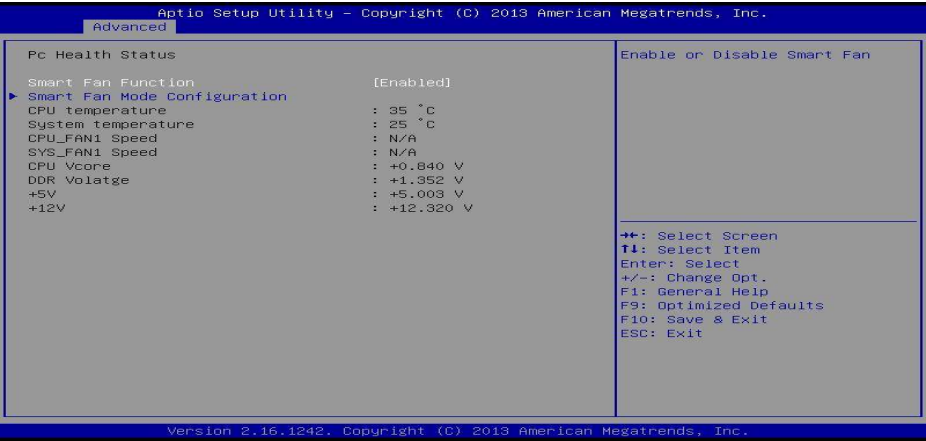 Aptio Setup Utility – Copyright (C) 2013 American Megatrends, Inc.
Advanced
Pc Health Status
Smart Fan Function [Enabled]
▶ Smart Fan Mode Configuration
CPU temperature : 35 °C
System temperature : 25 °C
CPU_FAN1 Speed : N/A
SYS_FAN1 Speed : N/A
CPU Vcore : +0.840 V
DDR Volatge : +1.352 V
+5V : +5.003 V
+12V : +12.320 V
Enable or Disable Smart Fan
→←: Select Screen
↑↓: Select Item
Enter: Select
+/-: Change Opt.
F1: General Help
F9: Optimized Defaults
F10: Save & Exit
ESC: Exit
Version 2.16.1242. Copyright (C) 2013 American Megatrends, Inc.